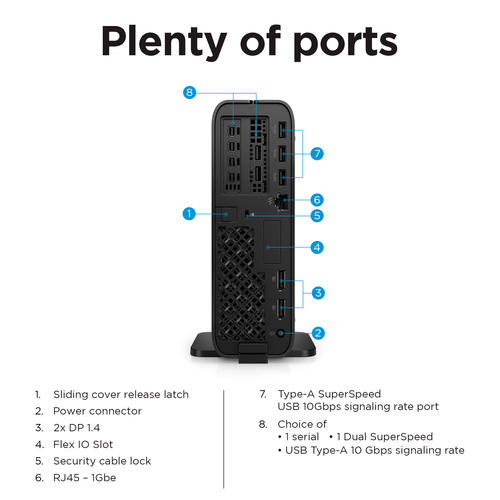 Plenty of ports
8
7
6
1
5
4
3
2
1. Sliding cover release latch
2. Power connector
3. 2x DP 1.4
4. Flex IO Slot
5. Security cable lock
6. RJ45 – 1Gbe
7. Type-A SuperSpeed
USB 10Gbps signaling rate port
8. Choice of
• 1 serial • 1 Dual SuperSpeed
• USB Type-A 10 Gbps signaling rate